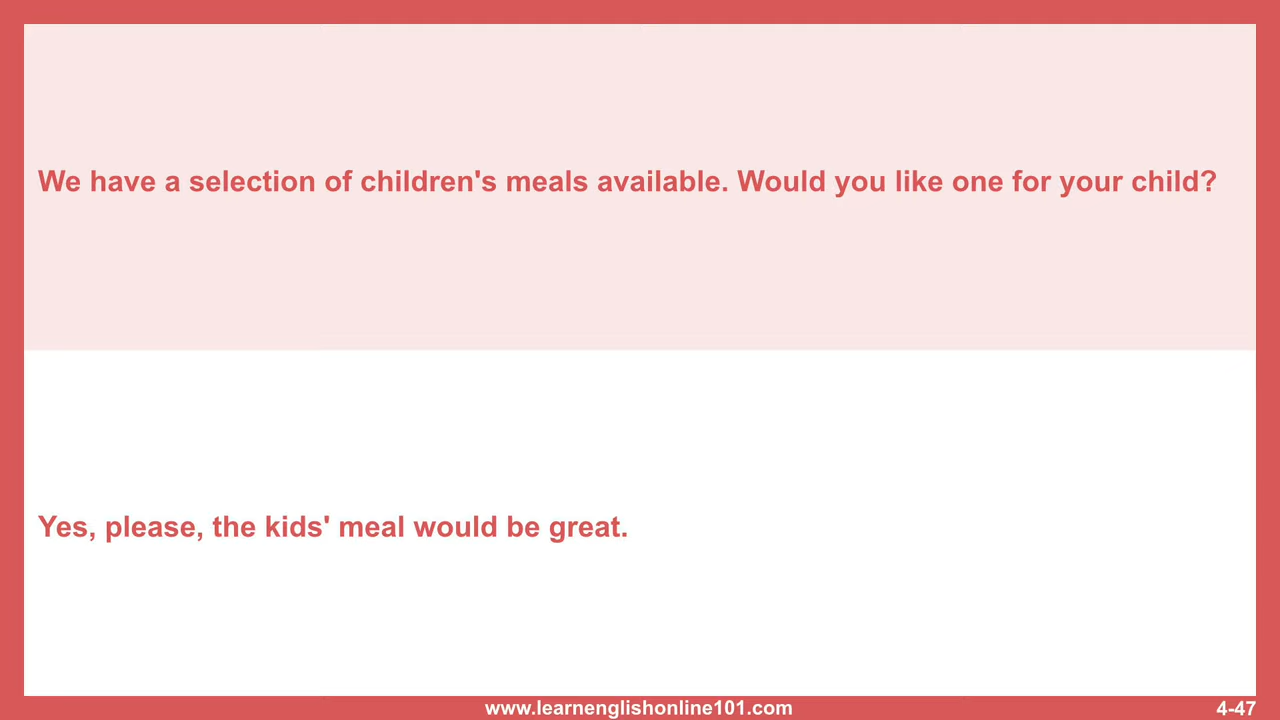 We have a selection of children's meals available. Would you like one for your child?
Yes, please, the kids' meal would be great.
www.learnenglishonline101.com
4-47